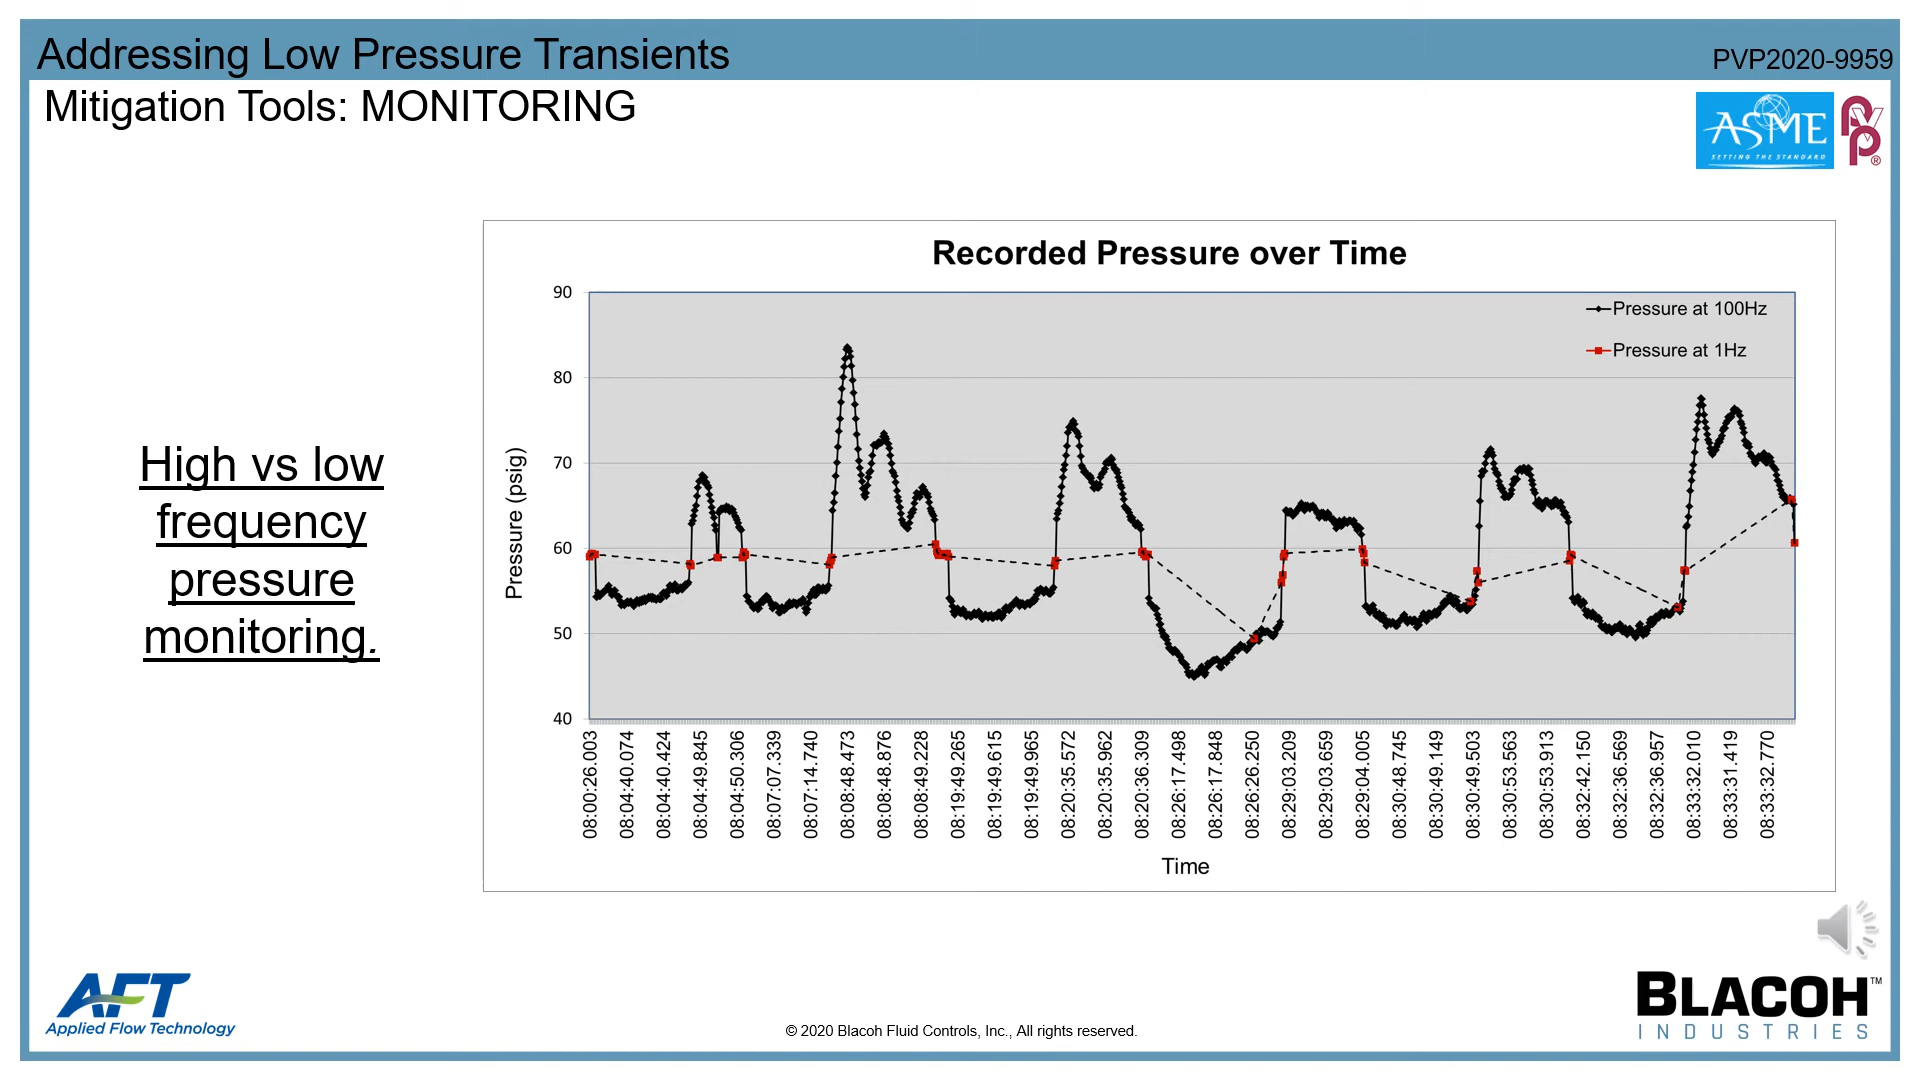 Addressing Low Pressure Transients
PVP2020-9959
Mitigation Tools: MONITORING
ASME
SETTING THE STANDARD
PVP®
High vs low
frequency
pressure
monitoring.
Recorded Pressure over Time
Pressure at 100Hz
Pressure at 1Hz
Pressure (psig)
90
80
70
60
50
40
08:00:26.003
08:04:40.074
08:04:40.424
08:04:49.845
08:04:50.306
08:07:07.339
08:07:14.740
08:08:48.473
08:08:48.876
08:08:49.228
08:19:49.265
08:19:49.615
08:19:49.965
08:20:35.572
08:20:35.962
08:20:36.309
08:26:17.498
08:26:17.848
08:26:26.250
08:29:03.209
08:29:03.659
08:29:04.005
08:30:48.745
08:30:49.149
08:30:49.503
08:30:53.563
08:30:53.913
08:32:42.150
08:32:36.569
08:32:36.957
08:33:32.010
08:33:31.419
08:33:32.770
Time
AFT
Applied Flow Technology
© 2020 Blacoh Fluid Controls, Inc., All rights reserved.
BLACOH™
INDUSTRIES